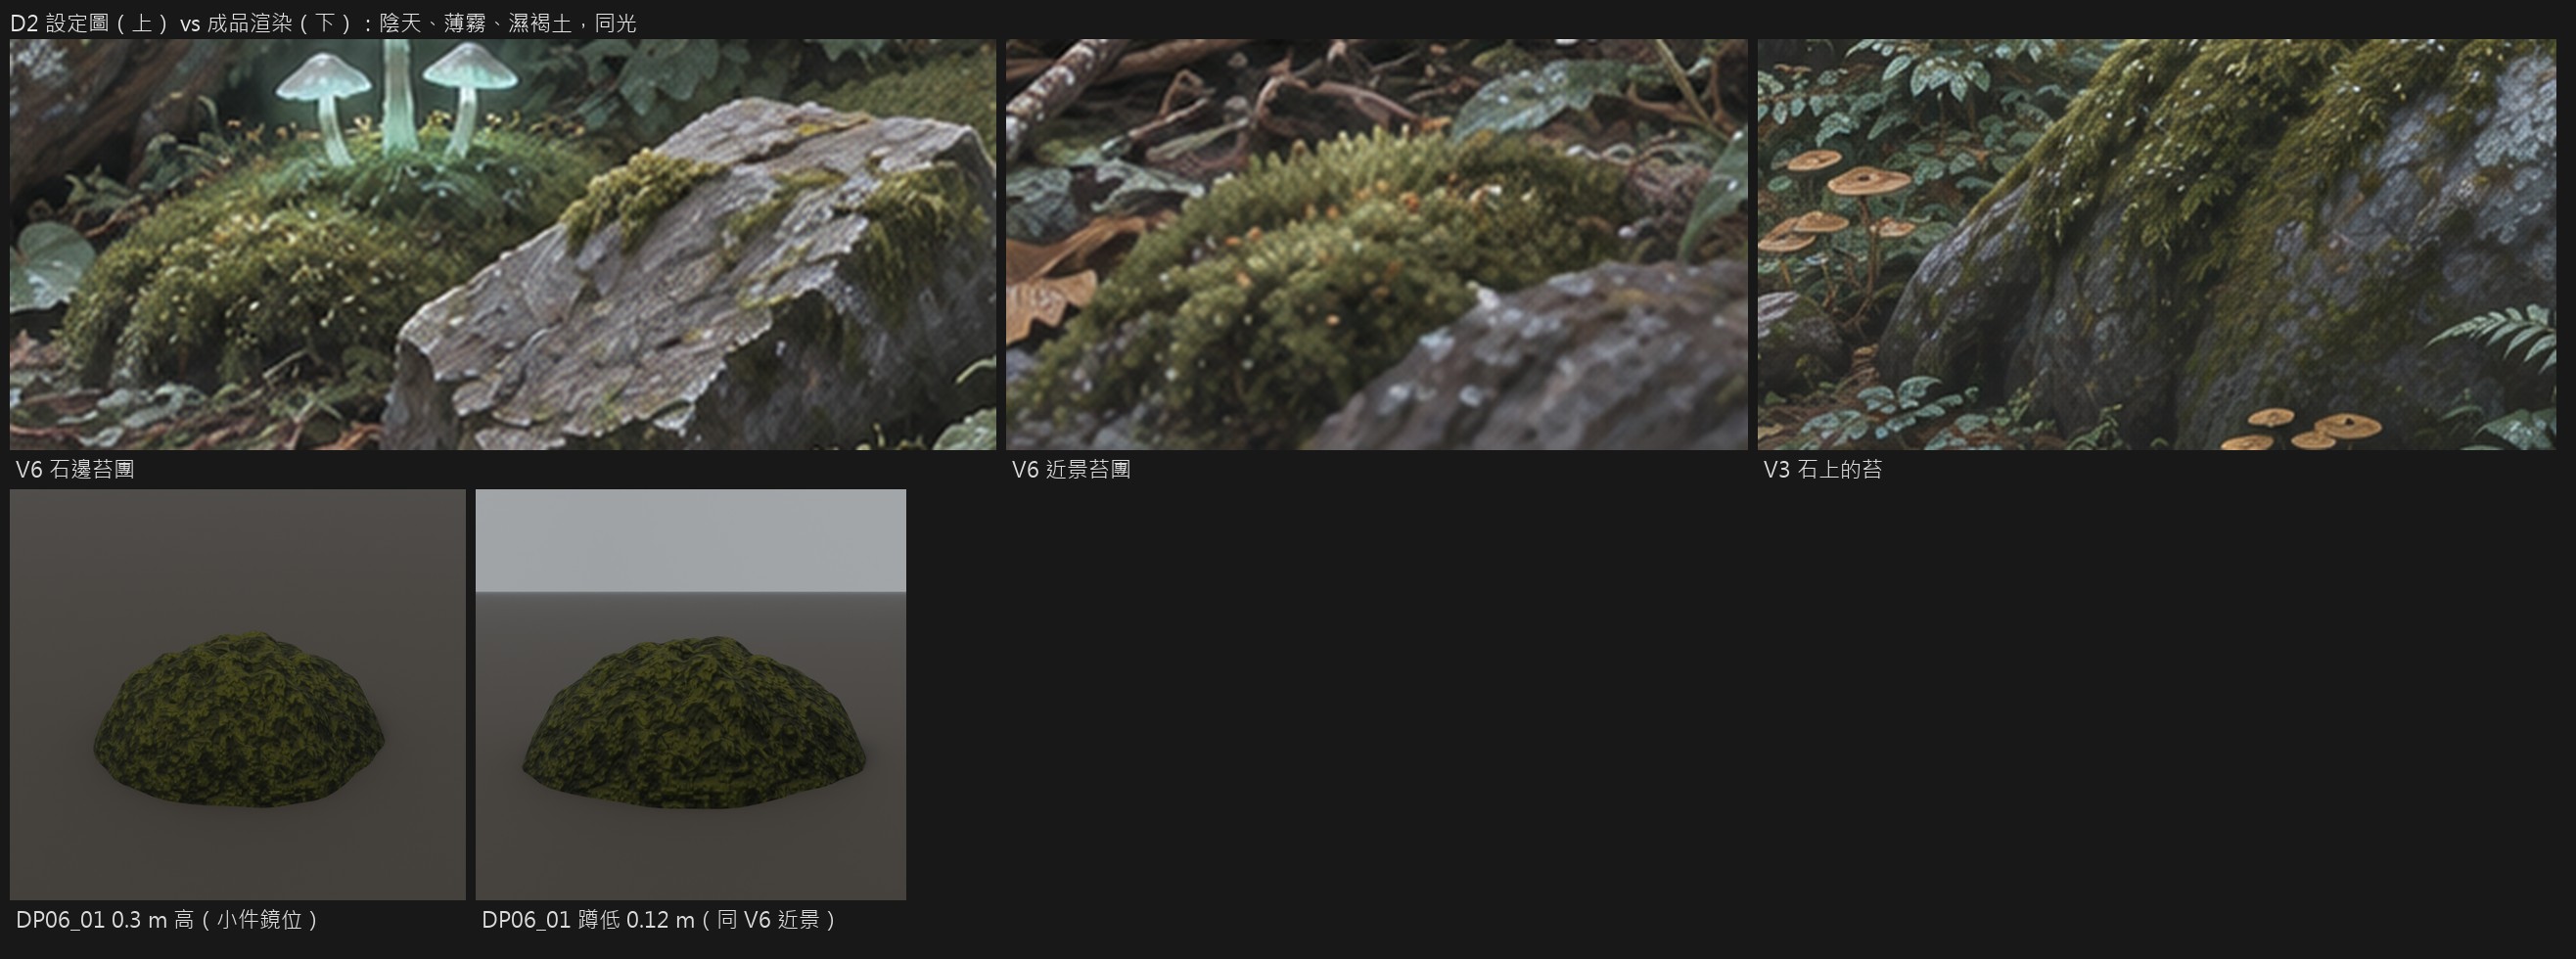 D2 設定圖（上） vs 成品渲染（下）：陰天、薄霧、濕褐土，同光
V6 石邊苔團
V6 近景苔團
V3 石上的苔
DP06_01 0.3 m 高（小件鏡位）
DP06_01 蹲低 0.12 m（同 V6 近景）